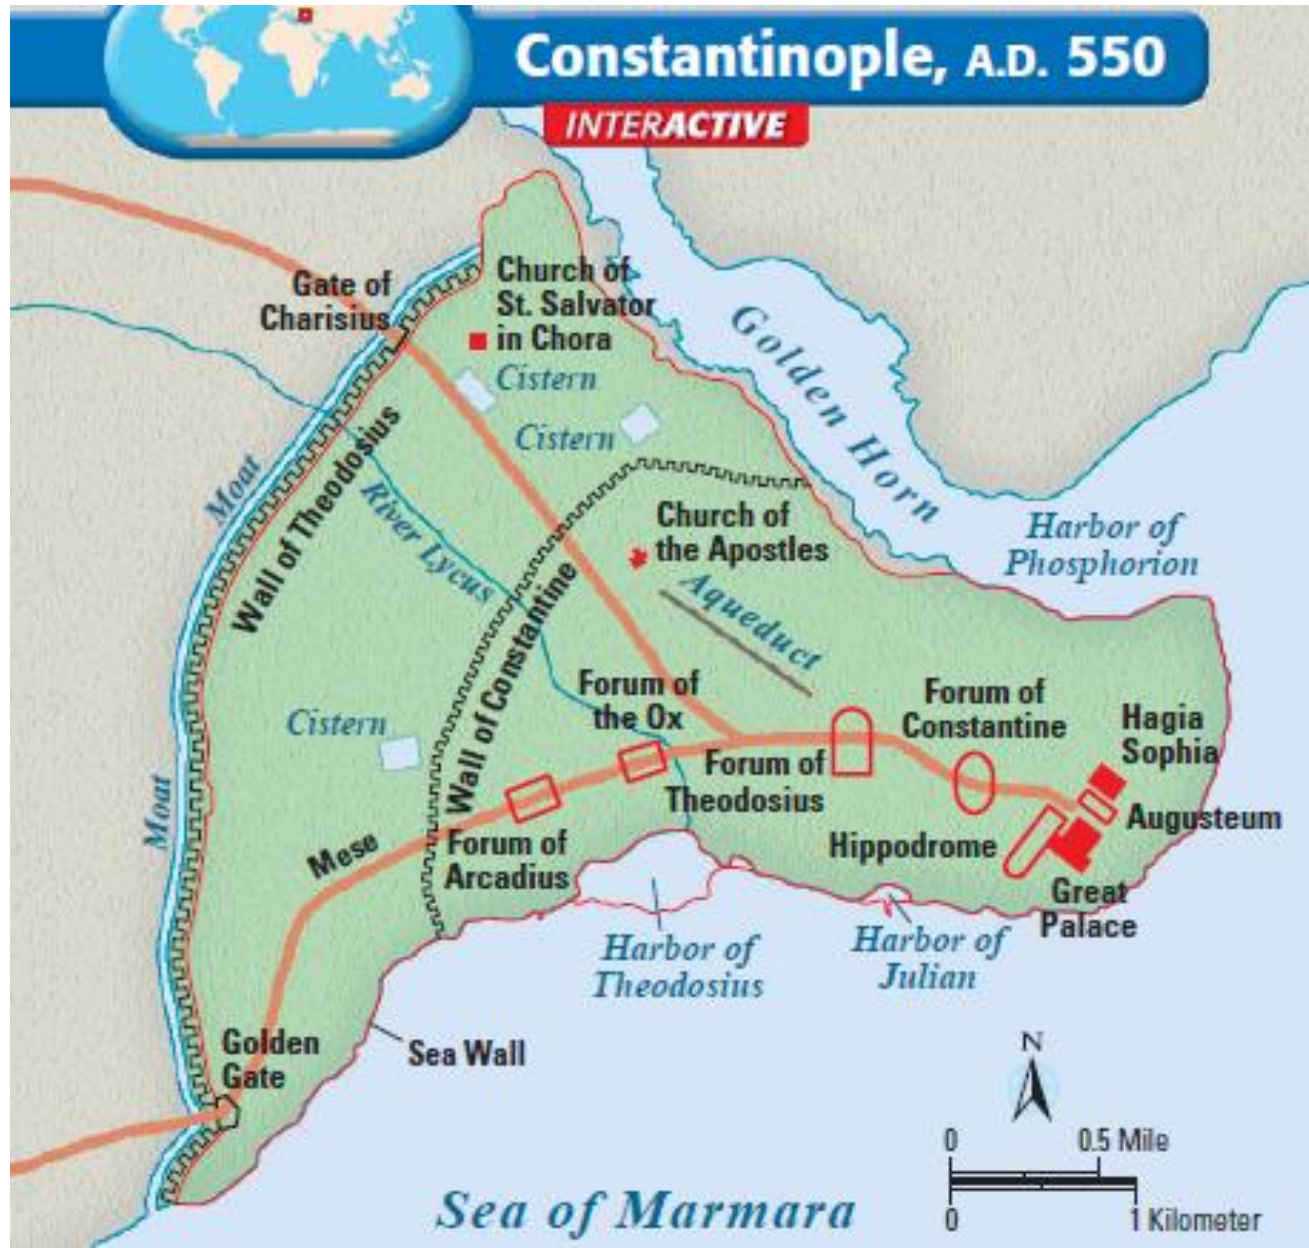 Constantinople, A.D. 550
INTERACTIVE
Gate of
Charisius
Church of
St. Salvator
in Chora
Cistern
Cistern
Golden Horn
Harbor of
Phosphorion
Moat
Wall of Theodosius
River Lycus
Wall of Constantine
Church of
the Apostles
Aqueduct
Forum of
the Ox
Forum of
Constantine
Hagia
Sophia
Cistern
Forum of
Theodosius
Augusteum
Moat
Mese
Forum of
Arcadius
Hippodrome
Great
Palace
Harbor of
Theodosius
Harbor of
Julian
Golden
Gate
Sea Wall
N
0 0.5 Mile
0 1 Kilometer
Sea of Marmara